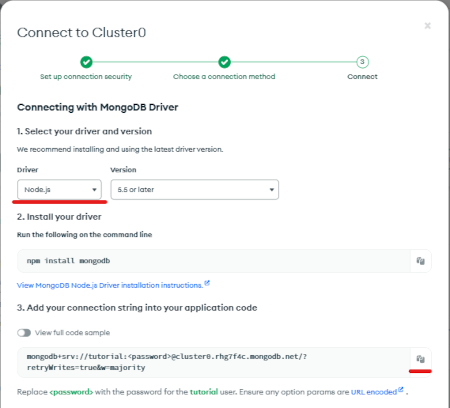 Connect to Cluster0
×
Set up connection security
Choose a connection method
3
Connect
Connecting with MongoDB Driver
1. Select your driver and version
We recommend installing and using the latest driver version.
Driver
Version
Node.js
5.5 or later
2. Install your driver
Run the following on the command line
npm install mongodb
View MongoDB Node.js Driver installation instructions.
3. Add your connection string into your application code
View full code sample
mongodb+srv://tutorial:<password>@cluster0.rhg7f4c.mongodb.net/?
retryWrites=true&w=majority
Replace <password> with the password for the tutorial user. Ensure any option params are URL encoded.